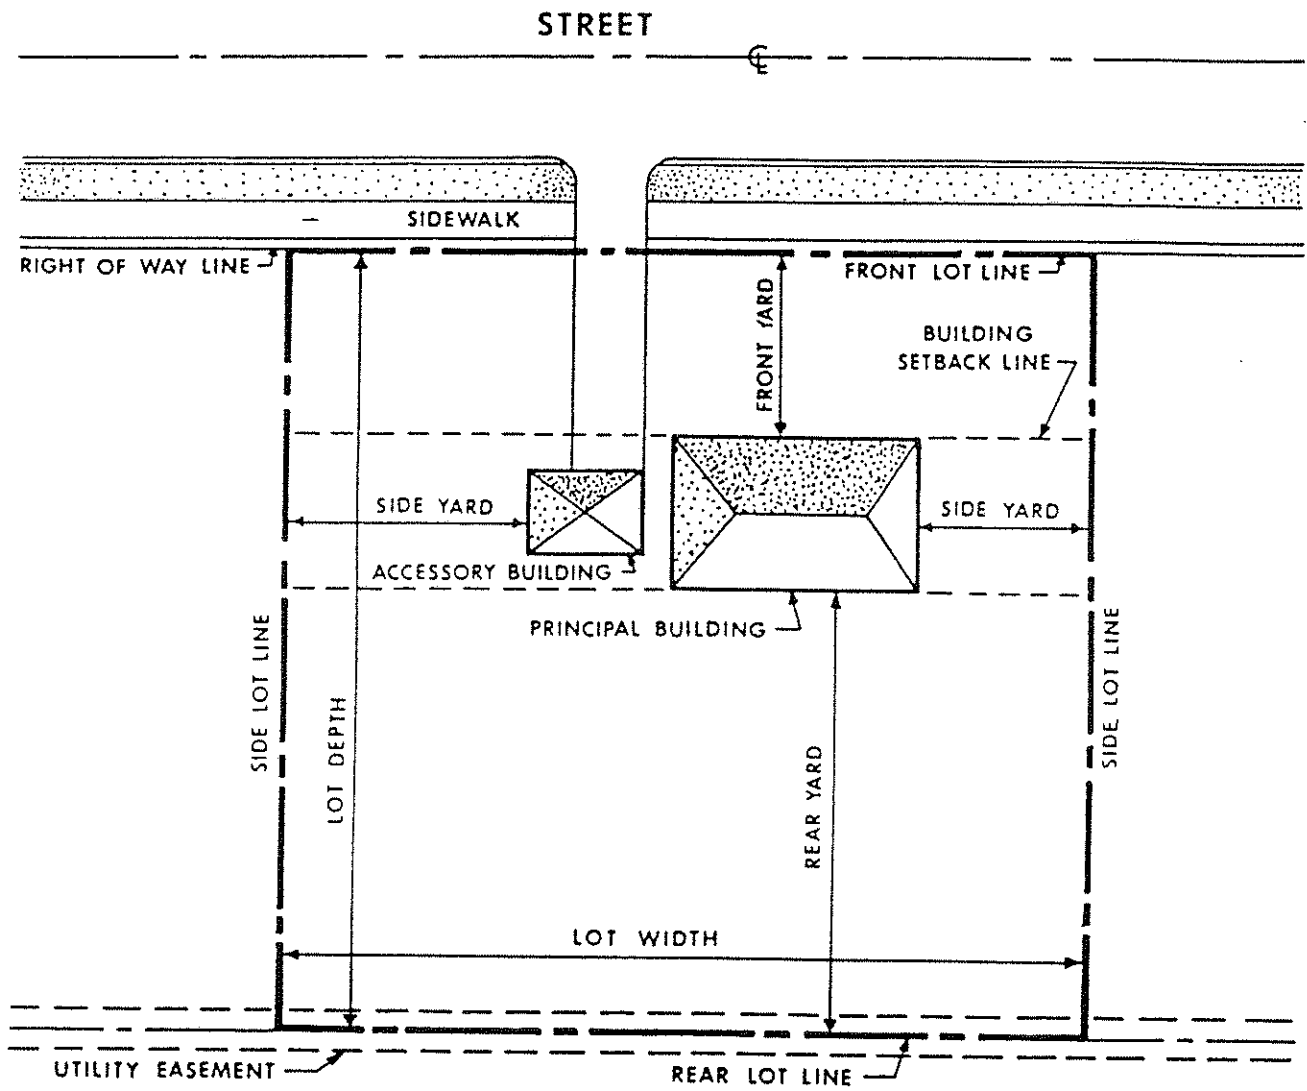 STREET
℄
SIDEWALK
RIGHT OF WAY LINE
FRONT LOT LINE
FRONT YARD
BUILDING
SETBACK LINE
SIDE YARD
SIDE YARD
ACCESSORY BUILDING
PRINCIPAL BUILDING
SIDE LOT LINE
LOT DEPTH
REAR YARD
SIDE LOT LINE
LOT WIDTH
UTILITY EASEMENT
REAR LOT LINE